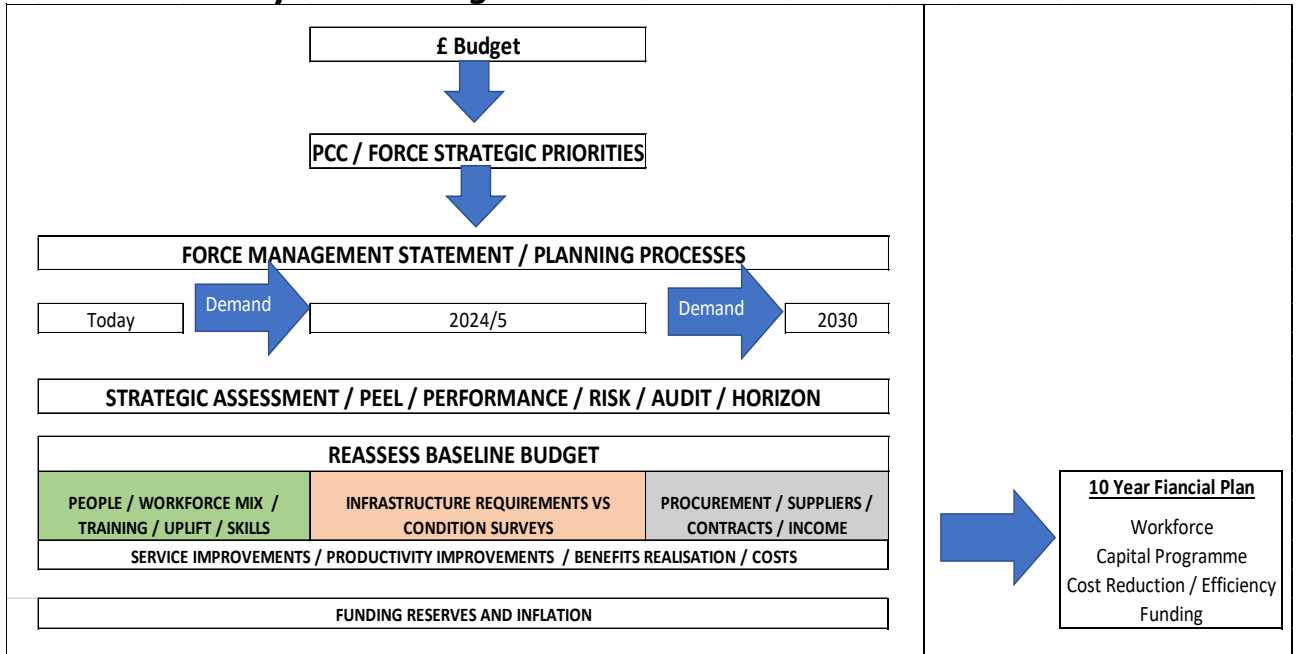 £ Budget
PCC / FORCE STRATEGIC PRIORITIES
FORCE MANAGEMENT STATEMENT / PLANNING PROCESSES
Today
Demand
2024/5
Demand
2030
STRATEGIC ASSESSMENT / PEEL / PERFORMANCE / RISK / AUDIT / HORIZON
REASSESS BASELINE BUDGET
PEOPLE / WORKFORCE MIX /
TRAINING / UPLIFT / SKILLS
INFRASTRUCTURE REQUIREMENTS VS
CONDITION SURVEYS
PROCUREMENT / SUPPLIERS /
CONTRACTS / INCOME
SERVICE IMPROVEMENTS / PRODUCTIVITY IMPROVEMENTS / BENEFITS REALISATION / COSTS
FUNDING RESERVES AND INFLATION
10 Year Fiancial Plan
Workforce
Capital Programme
Cost Reduction / Efficiency
Funding